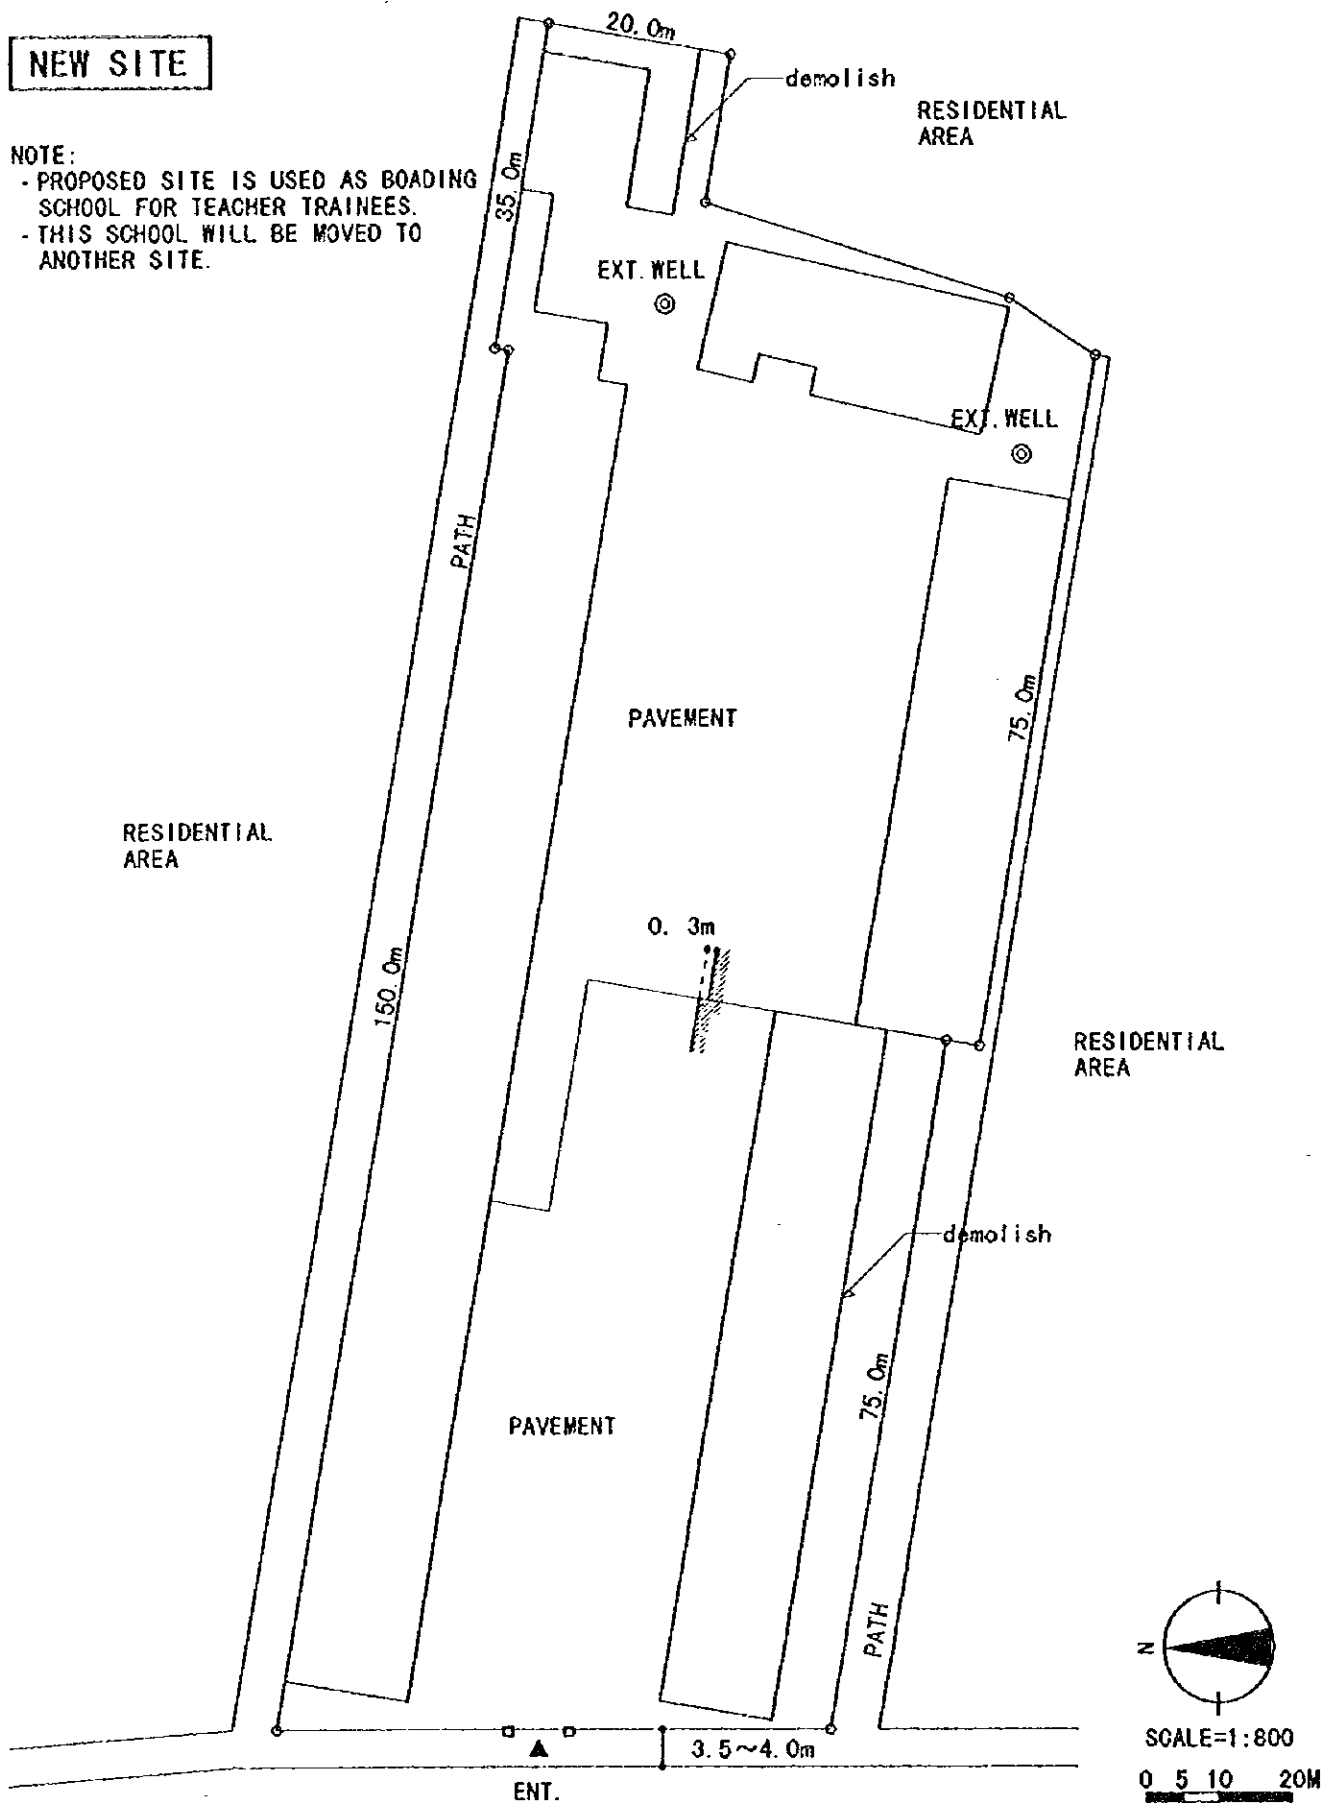 NEW SITE
20.0m
demolish
RESIDENTIAL
AREA
NOTE:
- PROPOSED SITE IS USED AS BOADING
SCHOOL FOR TEACHER TRAINEES.
- THIS SCHOOL WILL BE MOVED TO
ANOTHER SITE.
35.0m
EXT. WELL
EXT. WELL
PATH
75.0m
PAVEMENT
RESIDENTIAL
AREA
0. 3m
150.0m
RESIDENTIAL
AREA
demolish
75.0m
PAVEMENT
PATH
N
SCALE=1:800
3.5~4.0m
ENT.
0 5 10 20M